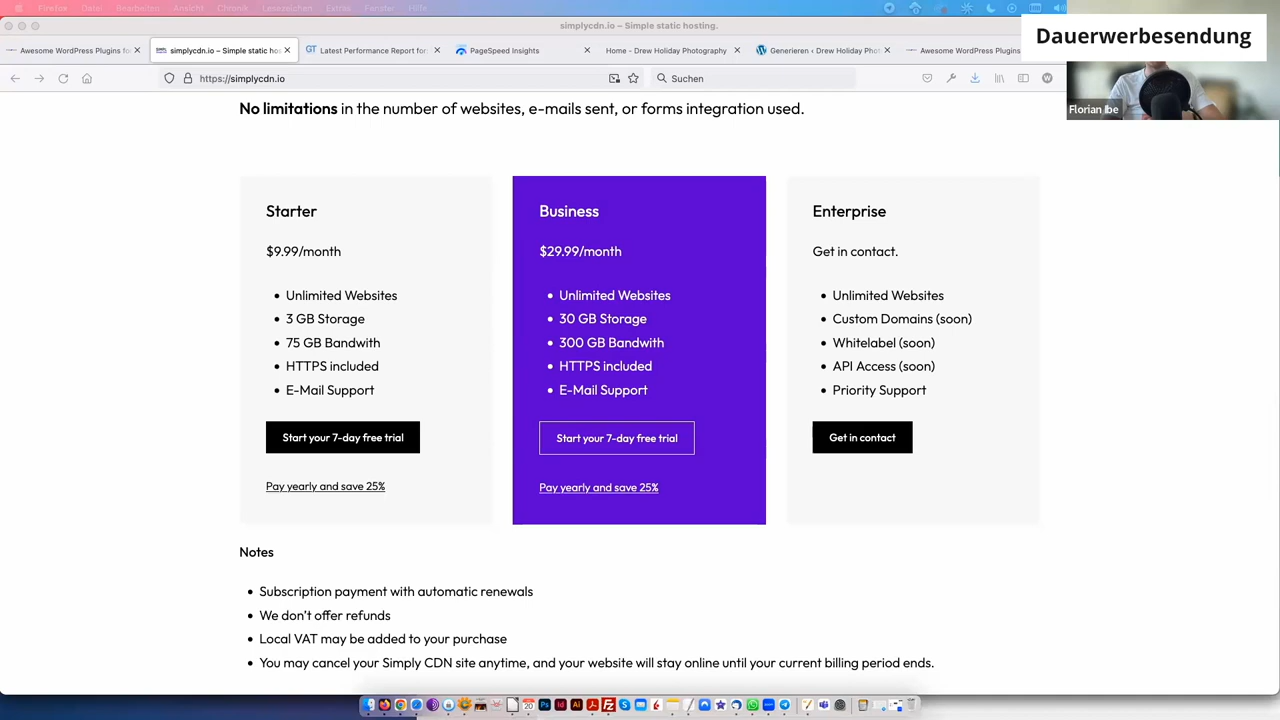 Firefox Datei Bearbeiten Ansicht Chronik Lesezeichen Extras Fenster Hilfe
simplycdn.io – Simple static hosting.
Dauerwerbesendung
Awesome WordPress Plugins fo
simplycdn.io – Simple static hos
GT Latest Performance Report for:
PageSpeed Insights
Home - Drew Holiday Photography
Generieren ‹ Drew Holiday Phot
Awesome WordPress Plugins
https://simplycdn.io
Suchen
Florian Ibe
No limitations in the number of websites, e-mails sent, or forms integration used.
Starter
$9.99/month
Unlimited Websites
3 GB Storage
75 GB Bandwith
HTTPS included
E-Mail Support
Start your 7-day free trial
Pay yearly and save 25%
Business
$29.99/month
Unlimited Websites
30 GB Storage
300 GB Bandwith
HTTPS included
E-Mail Support
Start your 7-day free trial
Pay yearly and save 25%
Enterprise
Get in contact.
Unlimited Websites
Custom Domains (soon)
Whitelabel (soon)
API Access (soon)
Priority Support
Get in contact
Notes
Subscription payment with automatic renewals
We don't offer refunds
Local VAT may be added to your purchase
You may cancel your Simply CDN site anytime, and your website will stay online until your current billing period ends.